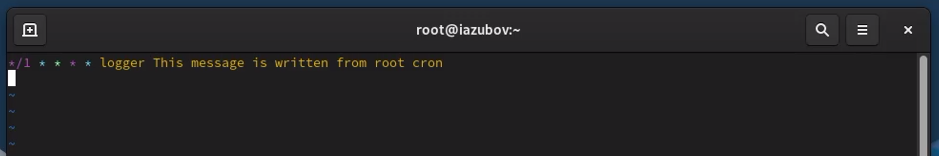 root@iazubov:~
*/1 * * * * logger This message is written from root cron
~
~
~
~